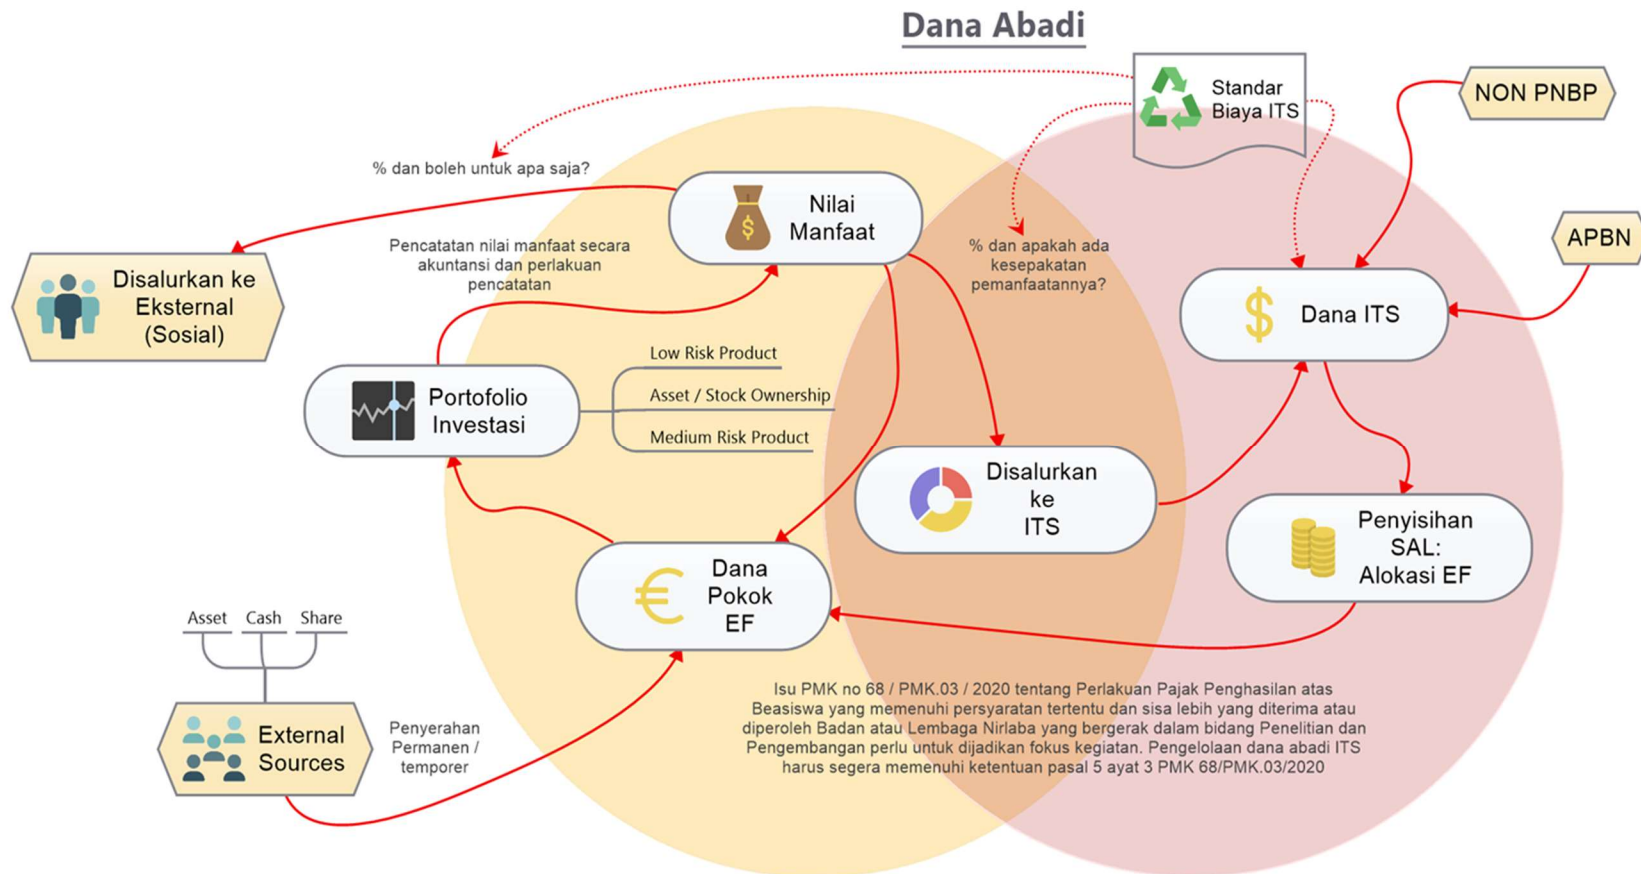 Dana Abadi
Standar
Biaya ITS
NON PNBP
% dan boleh untuk apa saja?
Nilai
Manfaat
APBN
Disalurkan ke
Eksternal
(Sosial)
Pencatatan nilai manfaat secara
akuntansi dan perlakuan
pencatatan
% dan apakah ada
kesepakatan
pemanfaatannya?
Dana ITS
Portofolio
Investasi
Low Risk Product
Asset / Stock Ownership
Medium Risk Product
Disalurkan
ke
ITS
Penyisihan
SAL:
Alokasi EF
Dana
Pokok
EF
Asset
Cash
Share
External
Sources
Penyerahan
Permanen /
temporer
Isu PMK no 68 / PMK.03 / 2020 tentang Perlakuan Pajak Penghasilan atas
Beasiswa yang memenuhi persyaratan tertentu dan sisa lebih yang diterima atau
diperoleh Badan atau Lembaga Nirlaba yang bergerak dalam bidang Penelitian dan
Pengembangan perlu untuk dijadikan fokus kegiatan. Pengelolaan dana abadi ITS
harus segera memenuhi ketentuan pasal 5 ayat 3 PMK 68/PMK.03/2020